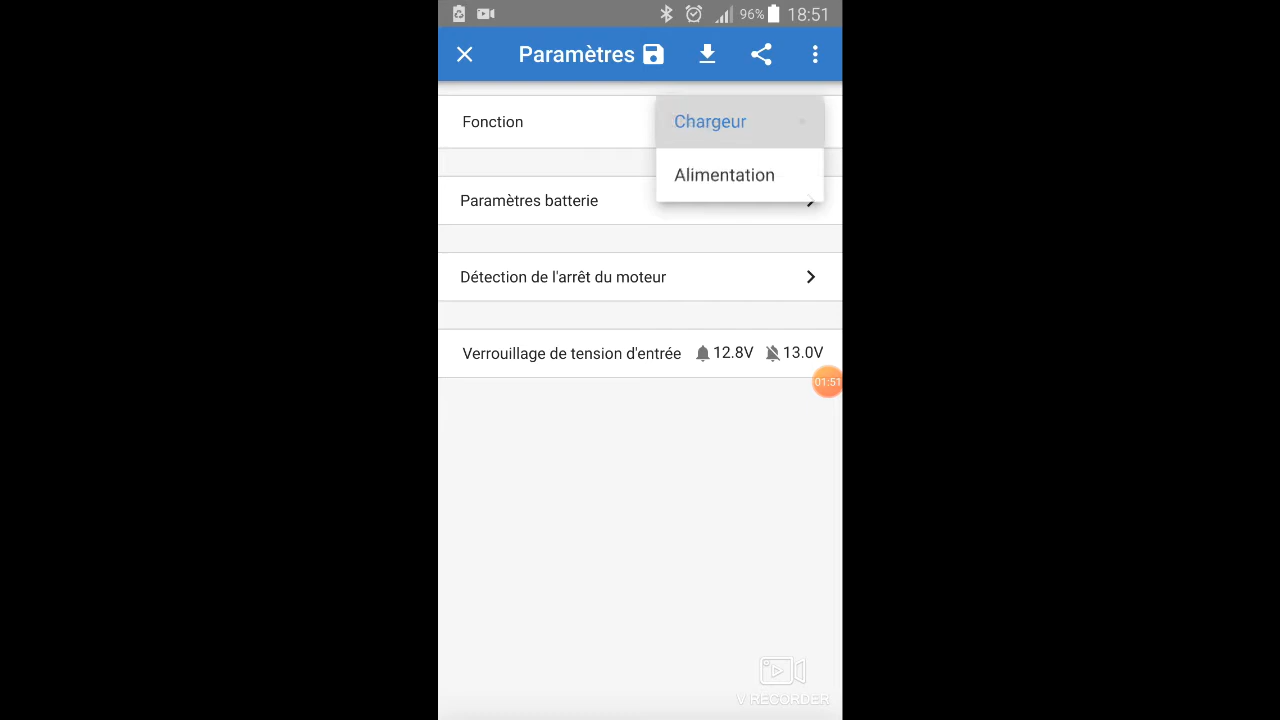 96% 18:51
Paramètres
Fonction
Chargeur
Alimentation
Paramètres batterie
Détection de l'arrêt du moteur
Verrouillage de tension d'entrée 12.8V 13.0V
01:51
V RECORDER